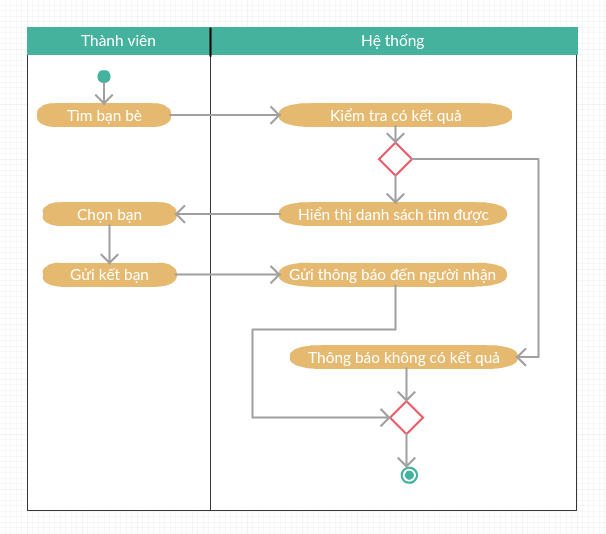 Thành viên
Hệ thống
Tìm bạn bè
Kiểm tra có kết quả
Chọn bạn
Hiển thị danh sách tìm được
Gửi kết bạn
Gửi thông báo đến người nhận
Thông báo không có kết quả